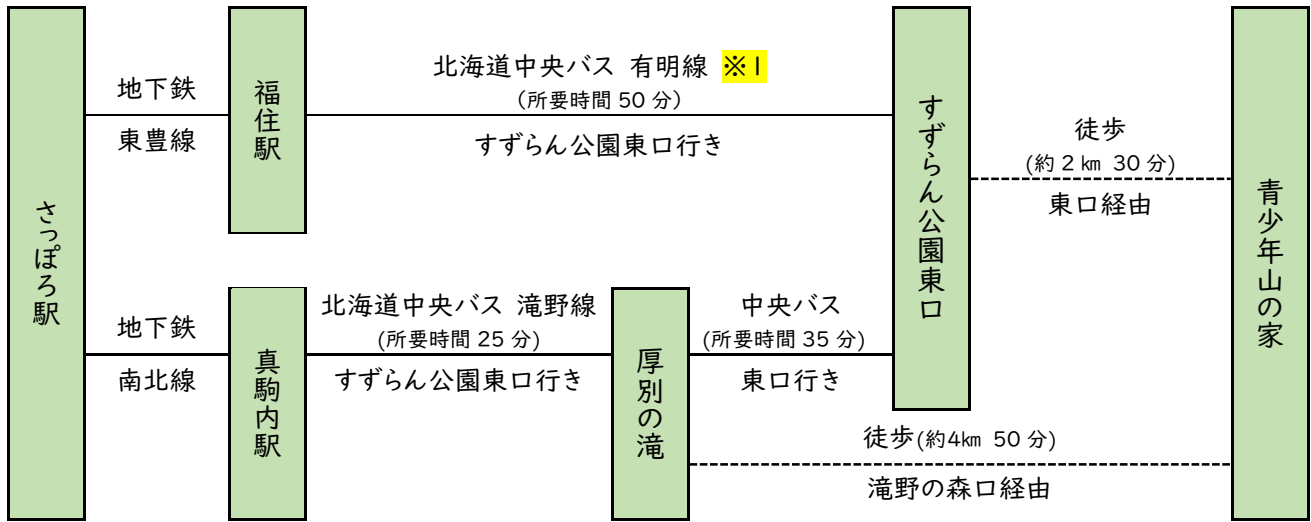 さっぽろ駅
地下鉄
東豊線
福住駅
北海道中央バス 有明線 ※1
(所要時間 50 分)
すずらん公園東口行き
すずらん公園東口
徒歩
(約 2 ㎞ 30 分)
東口経由
青少年山の家
地下鉄
南北線
真駒内駅
北海道中央バス 滝野線
(所要時間 25 分)
すずらん公園東口行き
厚別の滝
中央バス
(所要時間 35 分)
東口行き
徒歩(約4㎞ 50 分)
滝野の森口経由